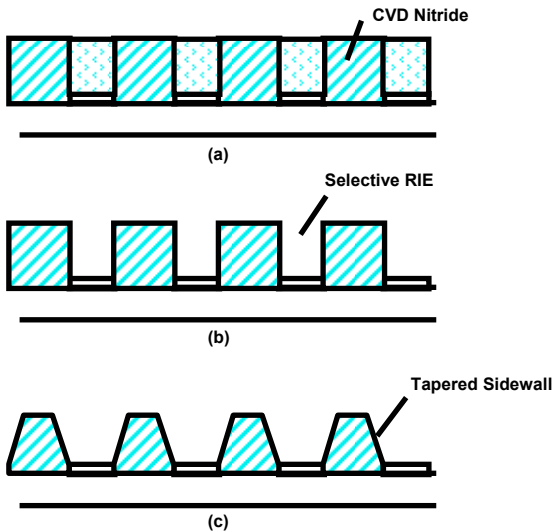 CVD Nitride
(a)
Selective RIE
(b)
Tapered Sidewall
(c)